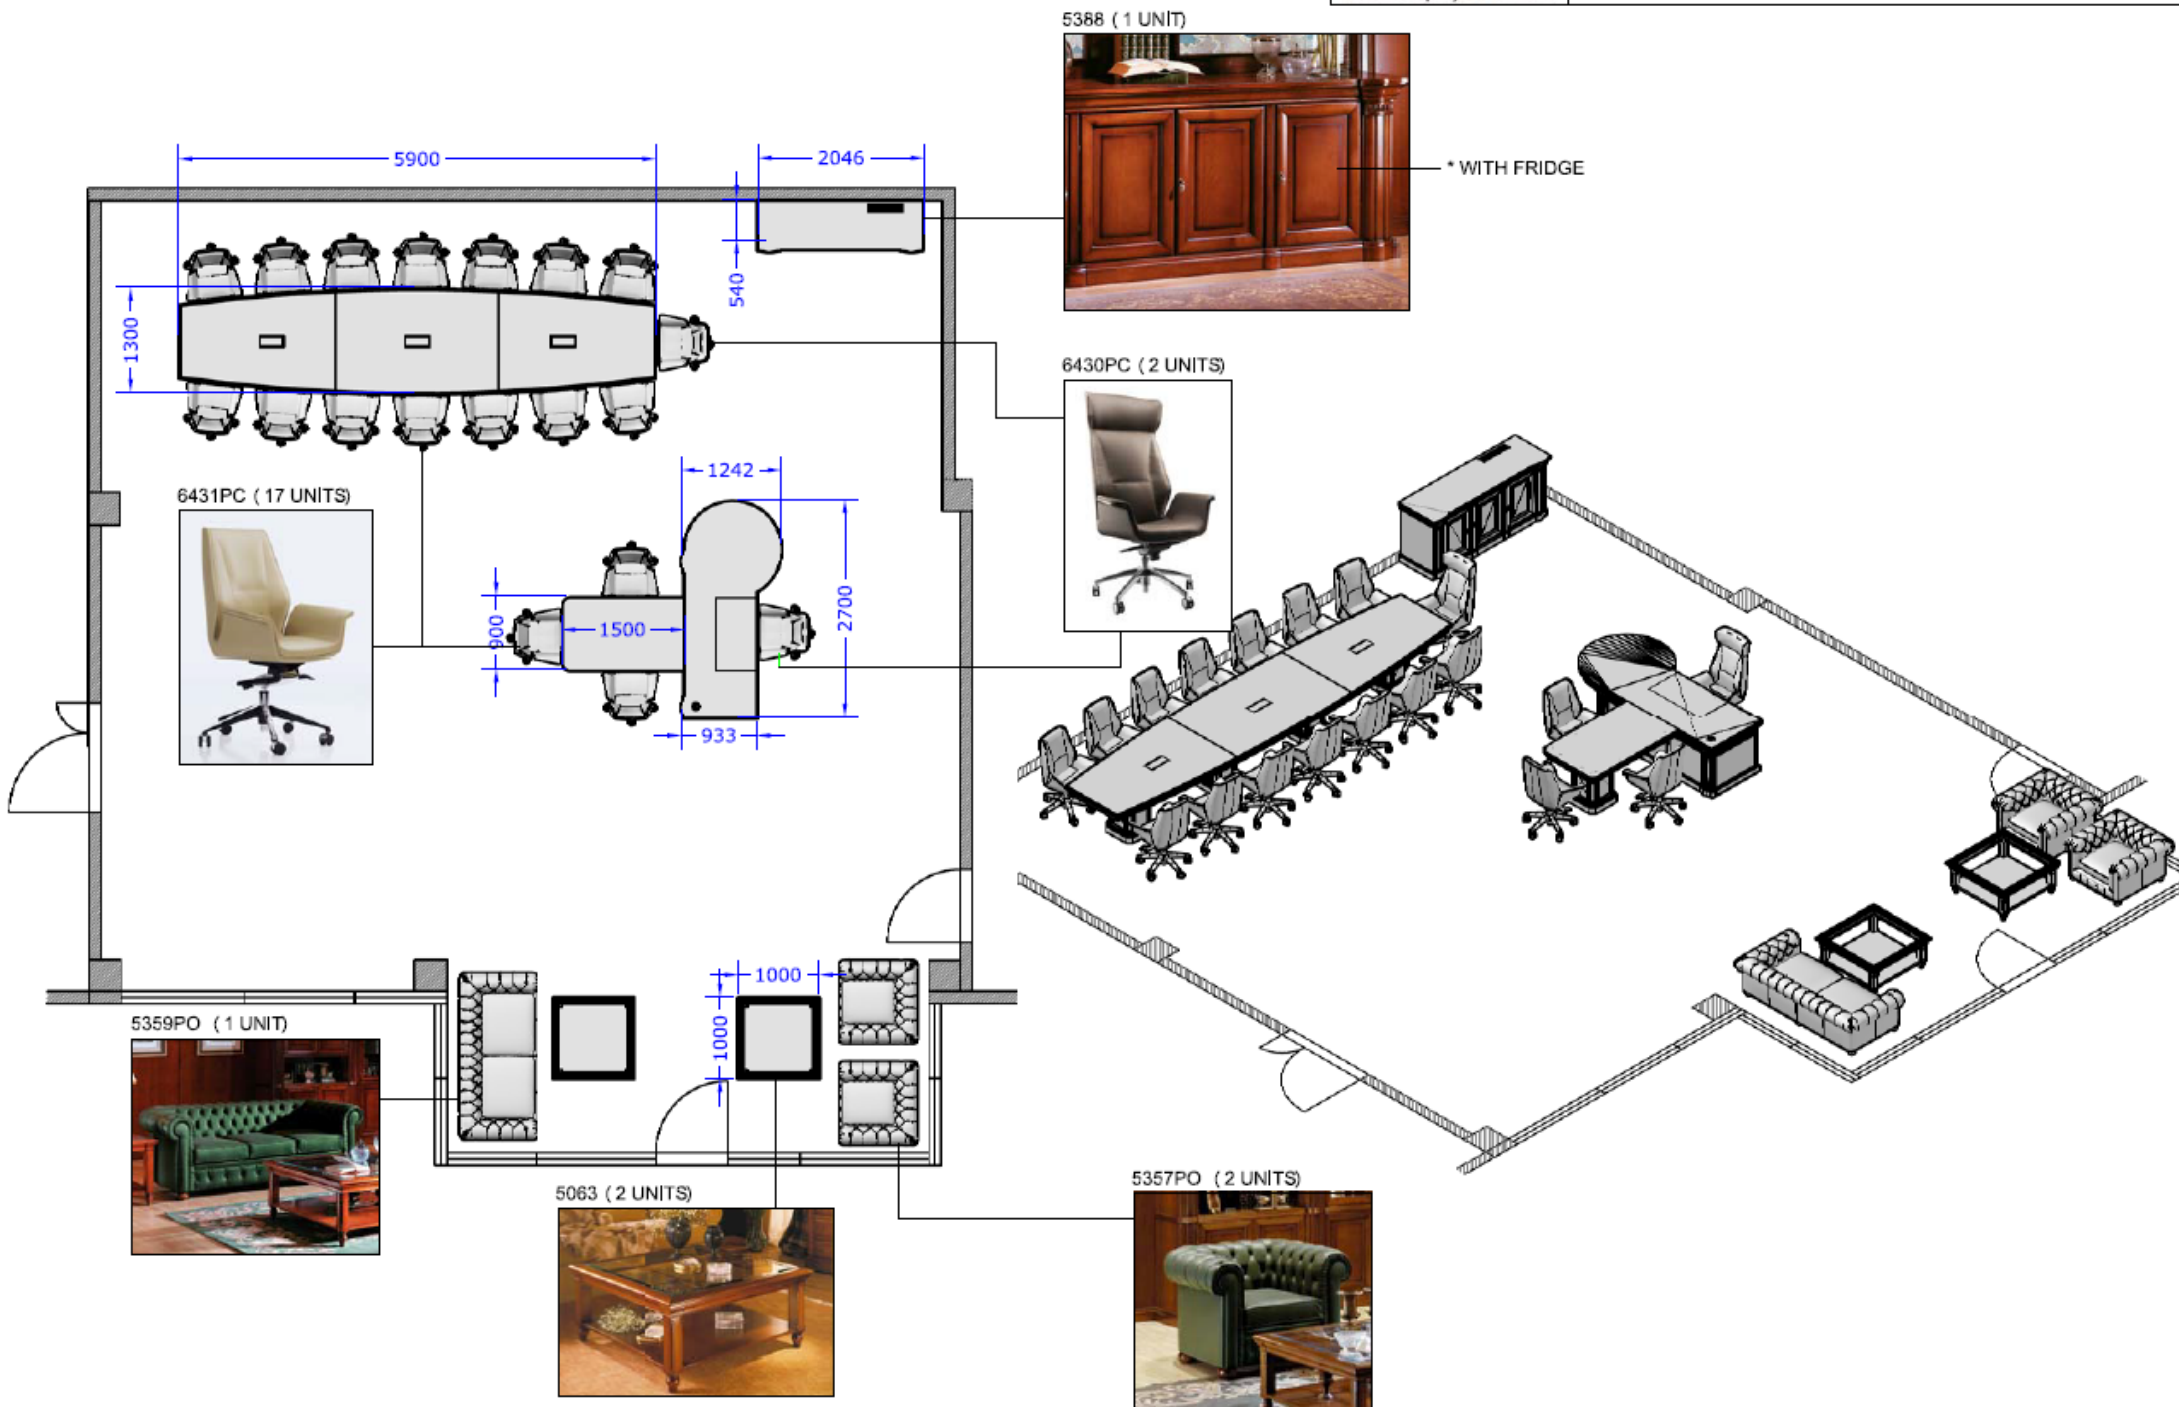 5388 ( 1 UNIT)
* WITH FRIDGE
5900
2046
540
1300
6430PC ( 2 UNITS)
6431PC ( 17 UNITS)
1242
2700
900
1500
933
1000
1000
5359PO ( 1 UNIT)
5063 ( 2 UNITS)
5357PO ( 2 UNITS)